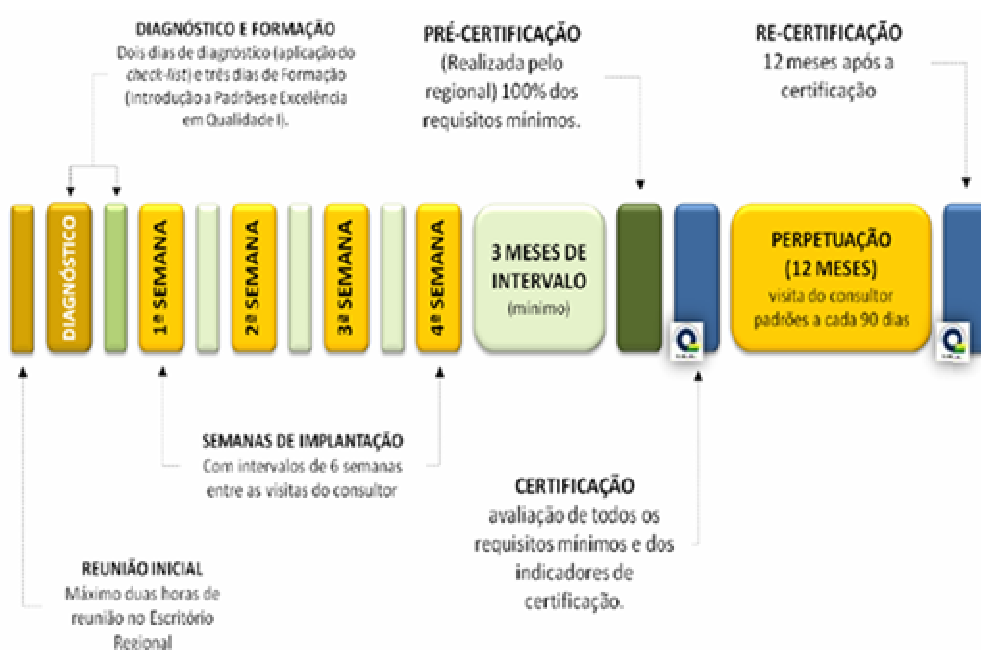 DIAGNÓSTICO E FORMAÇÃO
Dois dias de diagnóstico (aplicação do
check-list) e três dias de Formação
(Introdução a Padrões e Excelência
em Qualidade I).
PRÉ-CERTIFICAÇÃO
(Realizada pelo
regional) 100% dos
requisitos mínimos.
RE-CERTIFICAÇÃO
12 meses após a
certificação
DIAGNÓSTICO
1ª SEMANA
2ª SEMANA
3ª SEMANA
4ª SEMANA
3 MESES DE
INTERVALO
(mínimo)
PERPETUAÇÃO
(12 MESES)
visita do consultor
padrões a cada 90 dias
SEMANAS DE IMPLANTAÇÃO
Com intervalos de 6 semanas
entre as visitas do consultor
CERTIFICAÇÃO
avaliação de todos os
requisitos mínimos e dos
indicadores de
certificação.
REUNIÃO INICIAL
Máximo duas horas de
reunião no Escritório
Regional